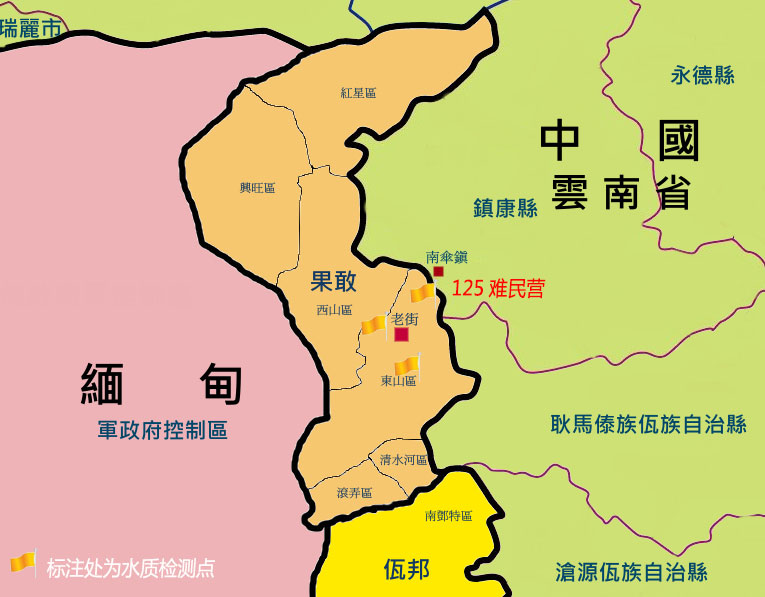 瑞麗市
紅星區
永德縣
中國
雲南省
興旺區
鎮康縣
南傘鎮
果敢
125 难民营
西山區
老街
緬甸
東山區
軍政府控制區
耿馬傣族佤族自治縣
清水河區
滾弄區
南鄧特區
标注处为水质检测点
佤邦
滄源佤族自治縣